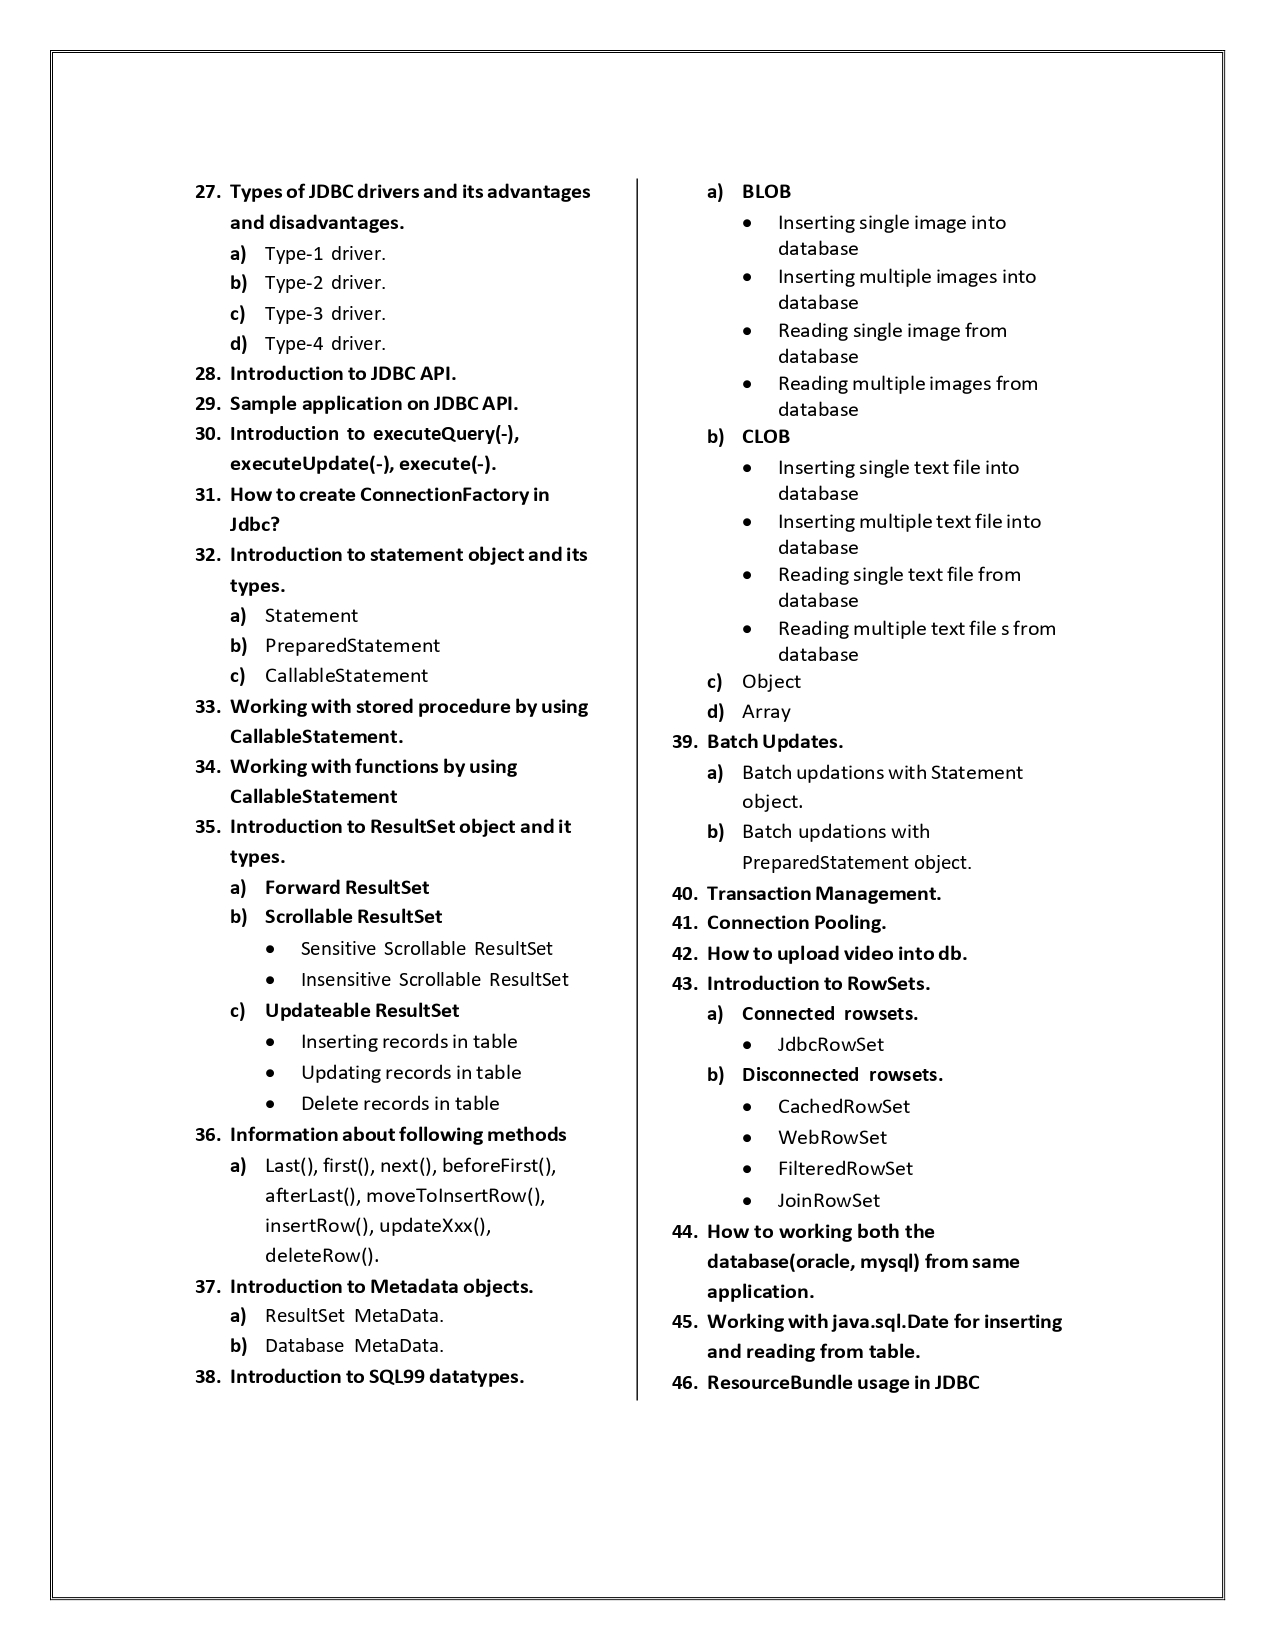 27. Types of JDBC drivers and its advantages
and disadvantages.
a) Type-1 driver.
b) Type-2 driver.
c) Type-3 driver.
d) Type-4 driver.
28. Introduction to JDBC API.
29. Sample application on JDBC API.
30. Introduction to executeQuery(-),
executeUpdate(-), execute(-).
31. How to create ConnectionFactory in
Jdbc?
32. Introduction to statement object and its
types.
a) Statement
b) PreparedStatement
c) CallableStatement
33. Working with stored procedure by using
CallableStatement.
34. Working with functions by using
CallableStatement
35. Introduction to ResultSet object and it
types.
a) Forward ResultSet
b) Scrollable ResultSet
• Sensitive Scrollable ResultSet
• Insensitive Scrollable ResultSet
c) Updateable ResultSet
• Inserting records in table
• Updating records in table
• Delete records in table
36. Information about following methods
a) Last(), first(), next(), beforeFirst(),
afterLast(), moveToInsertRow(),
insertRow(), updateXxx(),
deleteRow().
37. Introduction to Metadata objects.
a) ResultSet MetaData.
b) Database MetaData.
38. Introduction to SQL99 datatypes.
a) BLOB
• Inserting single image into
database
• Inserting multiple images into
database
• Reading single image from
database
• Reading multiple images from
database
b) CLOB
• Inserting single text file into
database
• Inserting multiple text file into
database
• Reading single text file from
database
• Reading multiple text file s from
database
c) Object
d) Array
39. Batch Updates.
a) Batch updations with Statement
object.
b) Batch updations with
PreparedStatement object.
40. Transaction Management.
41. Connection Pooling.
42. How to upload video into db.
43. Introduction to RowSets.
a) Connected rowsets.
• JdbcRowSet
b) Disconnected rowsets.
• CachedRowSet
• WebRowSet
• FilteredRowSet
• JoinRowSet
44. How to working both the
database(oracle, mysql) from same
application.
45. Working with java.sql.Date for inserting
and reading from table.
46. ResourceBundle usage in JDBC